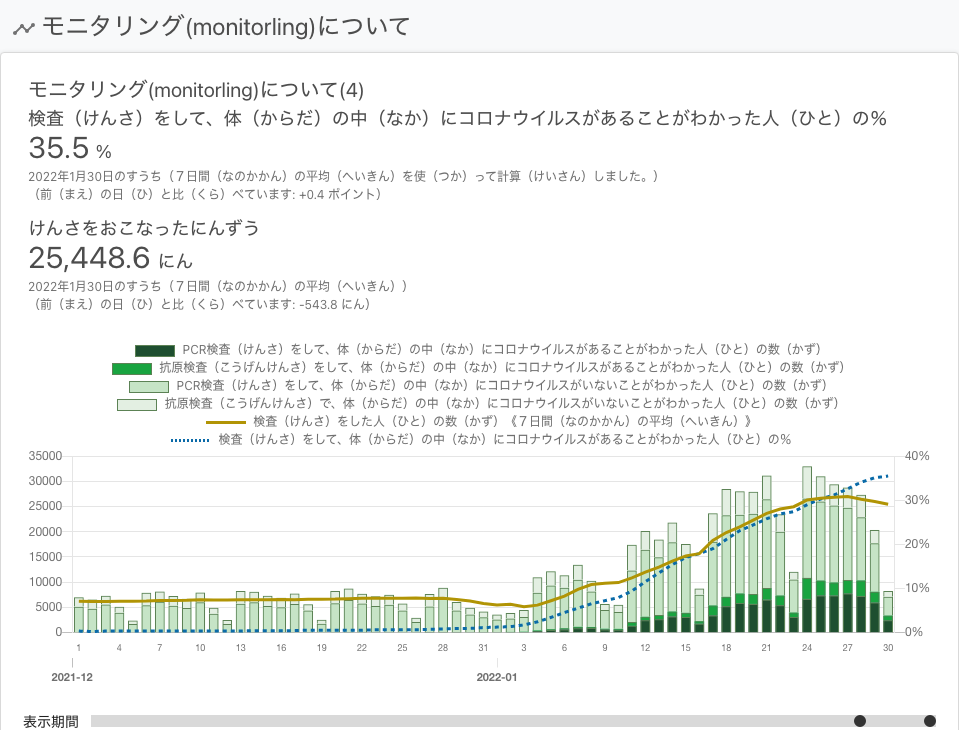 モニタリング(monitorling)について
モニタリング(monitorling)について(4)
検査（けんさ）をして、体（からだ）の中（なか）にコロナウイルスがあることがわかった人（ひと）の%
35.5 %
2022年1月30日のすうち（７日間（なのかかん）の平均（へいきん）を使（つか）って計算（けいさん）しました。）
（前（まえ）の日（ひ）と比（くら）べています: +0.4 ポイント）
けんさをおこなったにんずう
25,448.6 にん
2022年1月30日のすうち（７日間（なのかかん）の平均（へいきん））
（前（まえ）の日（ひ）と比（くら）べています: -543.8 にん）
PCR検査（けんさ）をして、体（からだ）の中（なか）にコロナウイルスがあることがわかった人（ひと）の数（かず）
抗原検査（こうげんけんさ）をして、体（からだ）の中（なか）にコロナウイルスがあることがわかった人（ひと）の数（かず）
PCR検査（けんさ）をして、体（からだ）の中（なか）にコロナウイルスがいないことがわかった人（ひと）の数（かず）
抗原検査（こうげんけんさ）で、体（からだ）の中（なか）にコロナウイルスがいないことがわかった人（ひと）の数（かず）
検査（けんさ）をした人（ひと）の数（かず）《７日間（なのかかん）の平均（へいきん）》
検査（けんさ）をして、体（からだ）の中（なか）にコロナウイルスがあることがわかった人（ひと）の%
35000 40%
30000
25000 30%
20000
20%
15000
10000 10%
5000
0 0%
1 4 7 10 13 16 19 22 25 28 31 3 6 9 12 15 18 21 24 27 30
2021-12 2022-01
表示期間